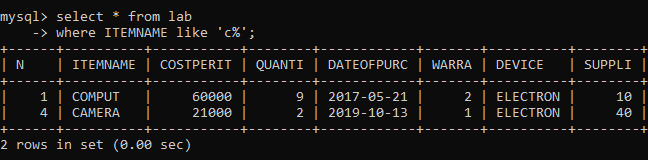 mysql> select * from lab
    -> where ITEMNAME like 'c%';
+------+----------+-----------+--------+------------+-------+----------+--------+
| N    | ITEMNAME | COSTPERIT | QUANTI | DATEOFPURC | WARRA | DEVICE   | SUPPLI |
+------+----------+-----------+--------+------------+-------+----------+--------+
|    1 | COMPUT   |     60000 |      9 | 2017-05-21 |     2 | ELECTRON |     10 |
|    4 | CAMERA   |     21000 |      2 | 2019-10-13 |     1 | ELECTRON |     40 |
+------+----------+-----------+--------+------------+-------+----------+--------+
2 rows in set (0.00 sec)